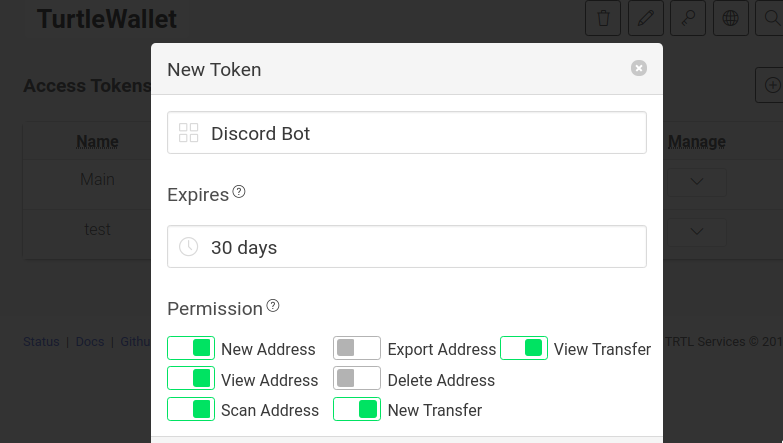 TurtleWallet
New Token
Access Tokens
Discord Bot
Name
Manage
Main
Expires
test
30 days
Permission
New Address
Export Address
View Transfer
Status | Docs | Githu
TRTL Services © 201
View Address
Delete Address
Scan Address
New Transfer